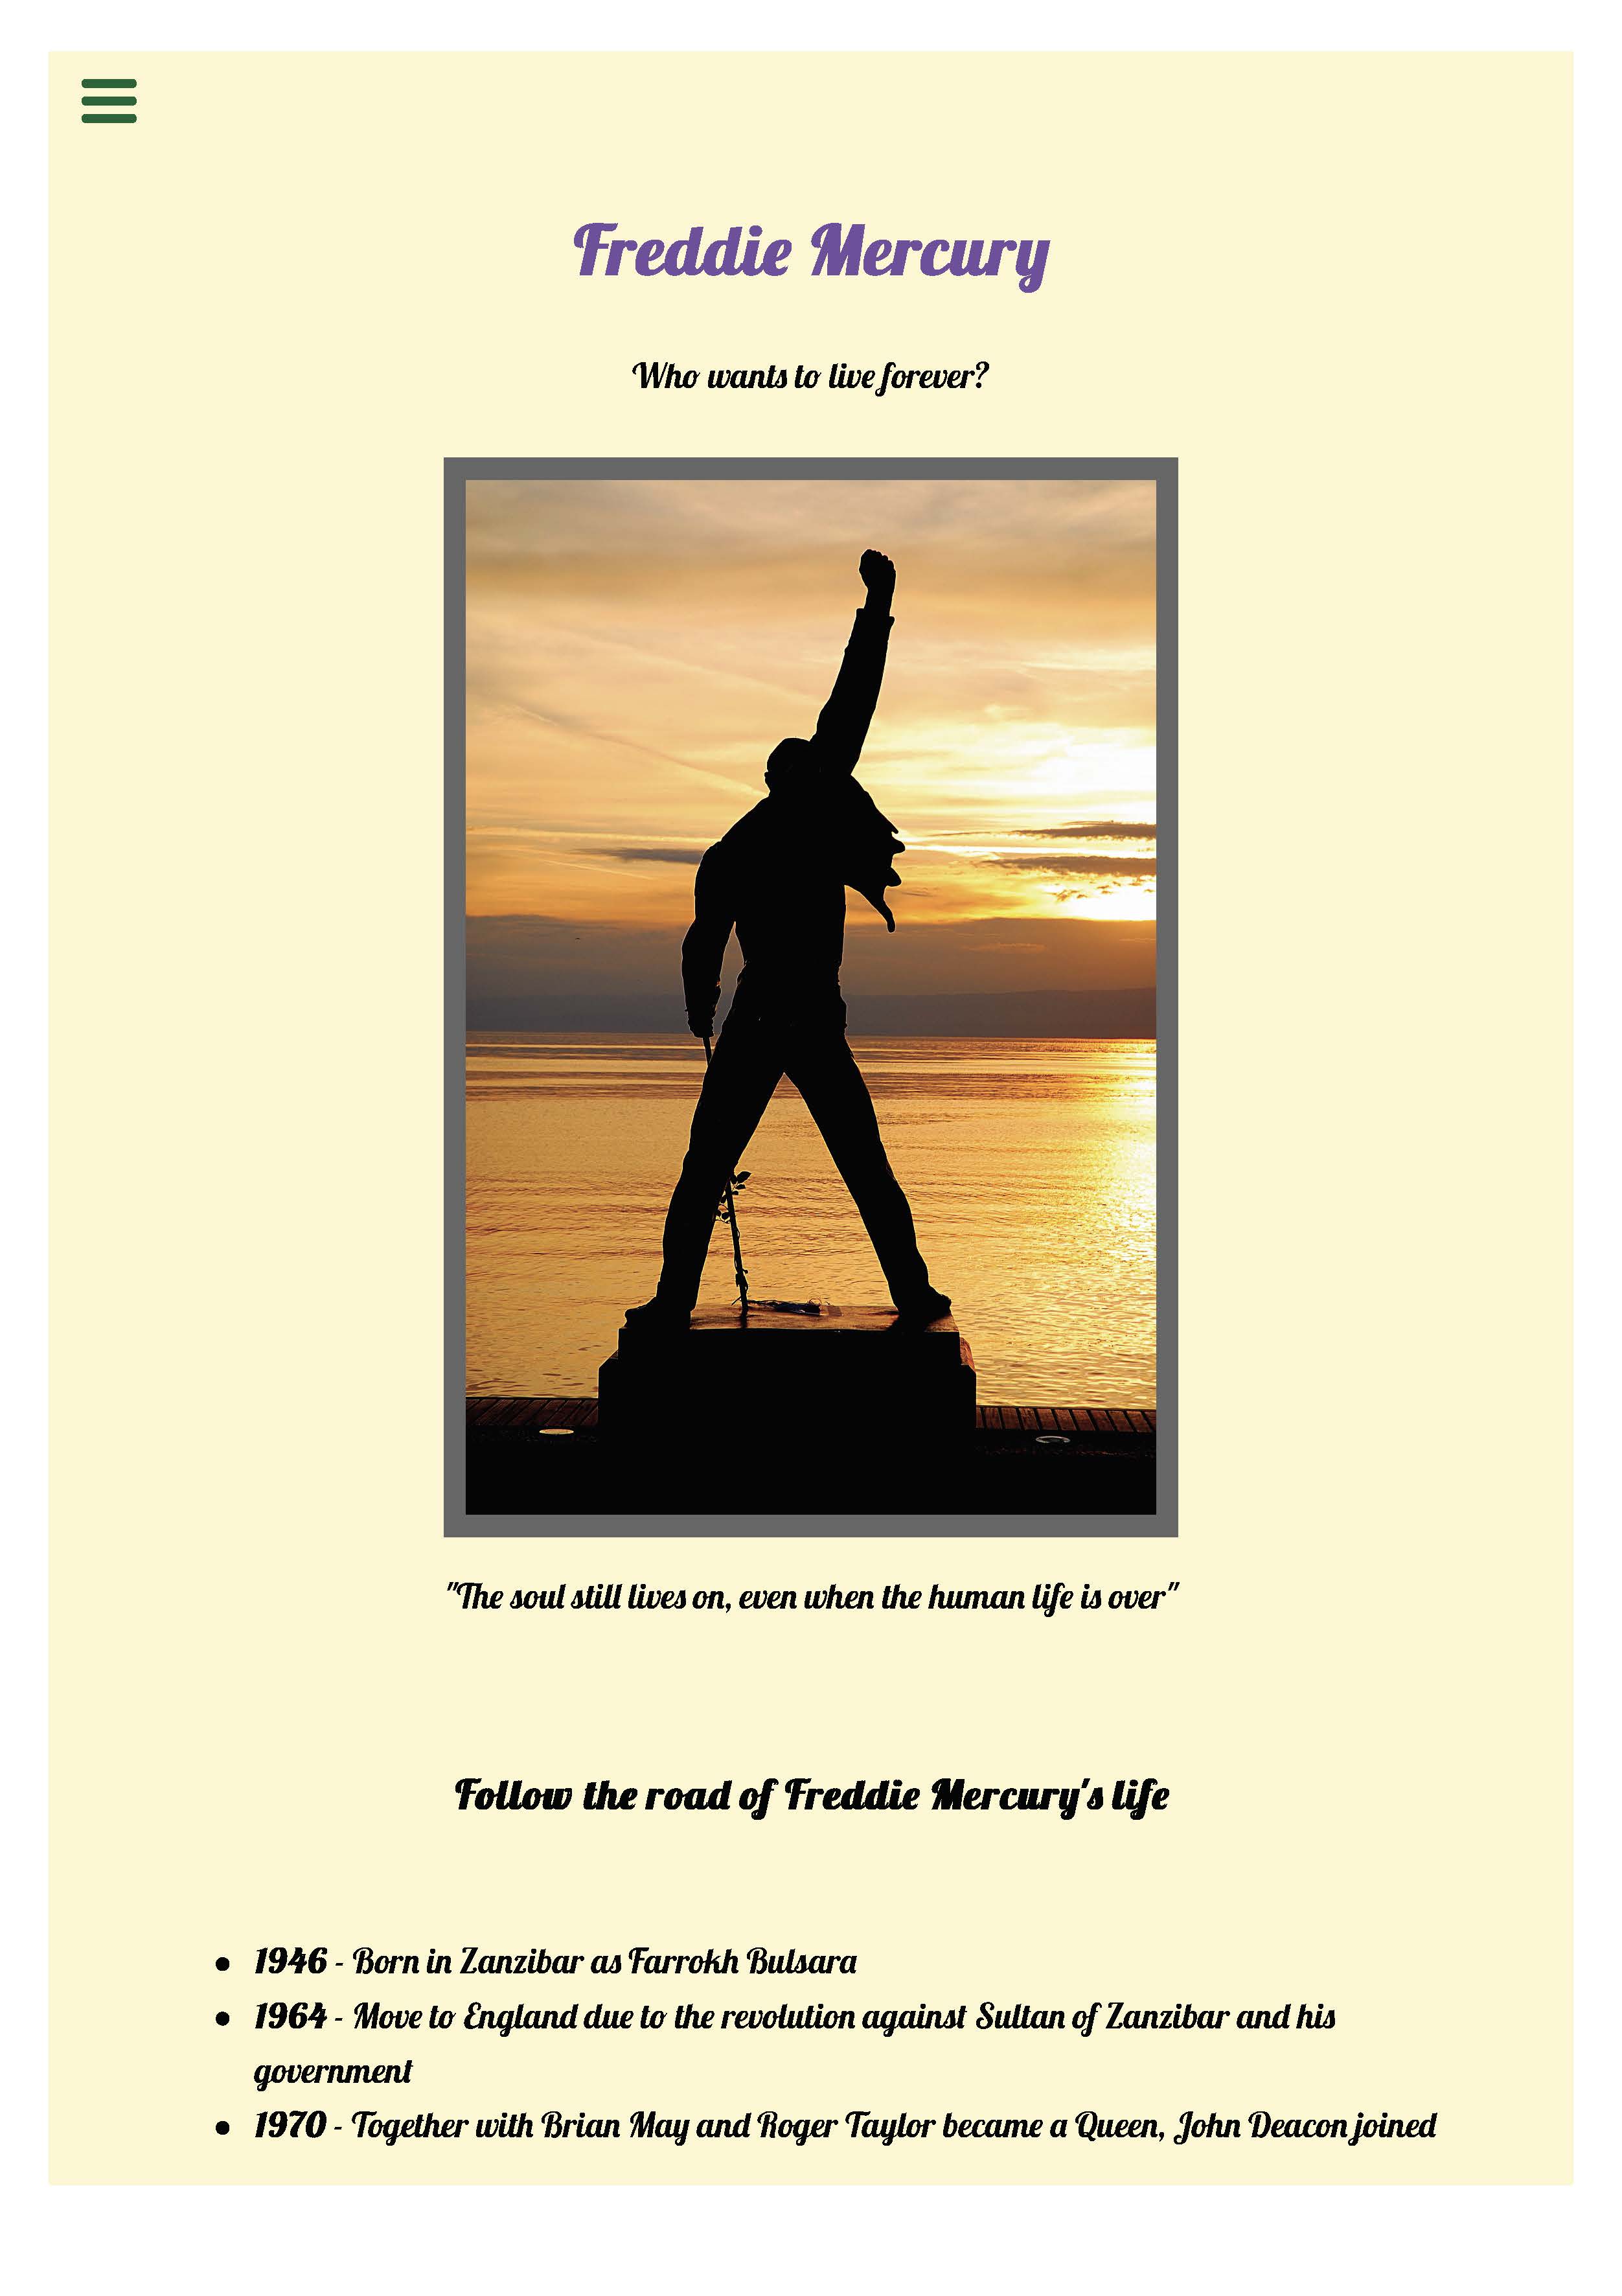 Freddie Mercury
Who wants to live forever?
"The soul still lives on, even when the human life is over"
Follow the road of Freddie Mercury's life
• 1946 - Born in Zanzibar as Farrokh Bulsara
• 1964 - Move to England due to the revolution against Sultan of Zanzibar and his
government
• 1970 - Together with Brian May and Roger Taylor became a Queen, John Deacon joined